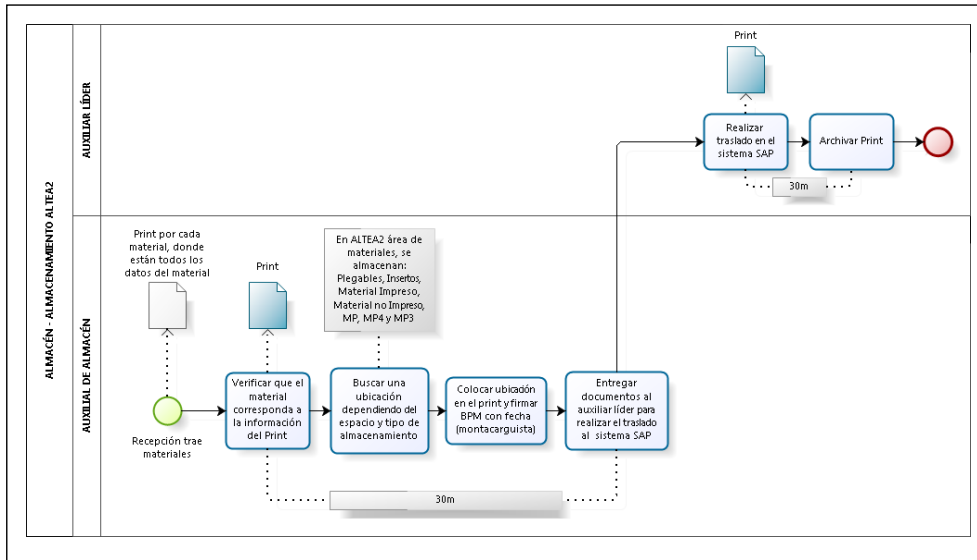 ALMACÉN - ALMACENAMIENTO ALTEA2
AUXILIAR LÍDER
Print
Realizar
traslado en el
sistema SAP
Archivar Print
30m
AUXILIAL DE ALMACÉN
Print por cada
material, donde
están todos los
datos del material
Print
En ALTEA2 área de
materiales, se
almacenan:
Plegables, Insertos,
Material Impreso,
Material no Impreso,
MP, MP4 y MP3
Recepción trae
materiales
Verificar que el
material
corresponda a
la información
del Print
Buscar una
ubicación
dependiendo del
espacio y tipo de
almacenamiento
Colocar ubicación
en el print y firmar
BPM con fecha
(montacarguista)
Entregar
documentos al
auxiliar líder para
realizar el traslado
al sistema SAP
30m